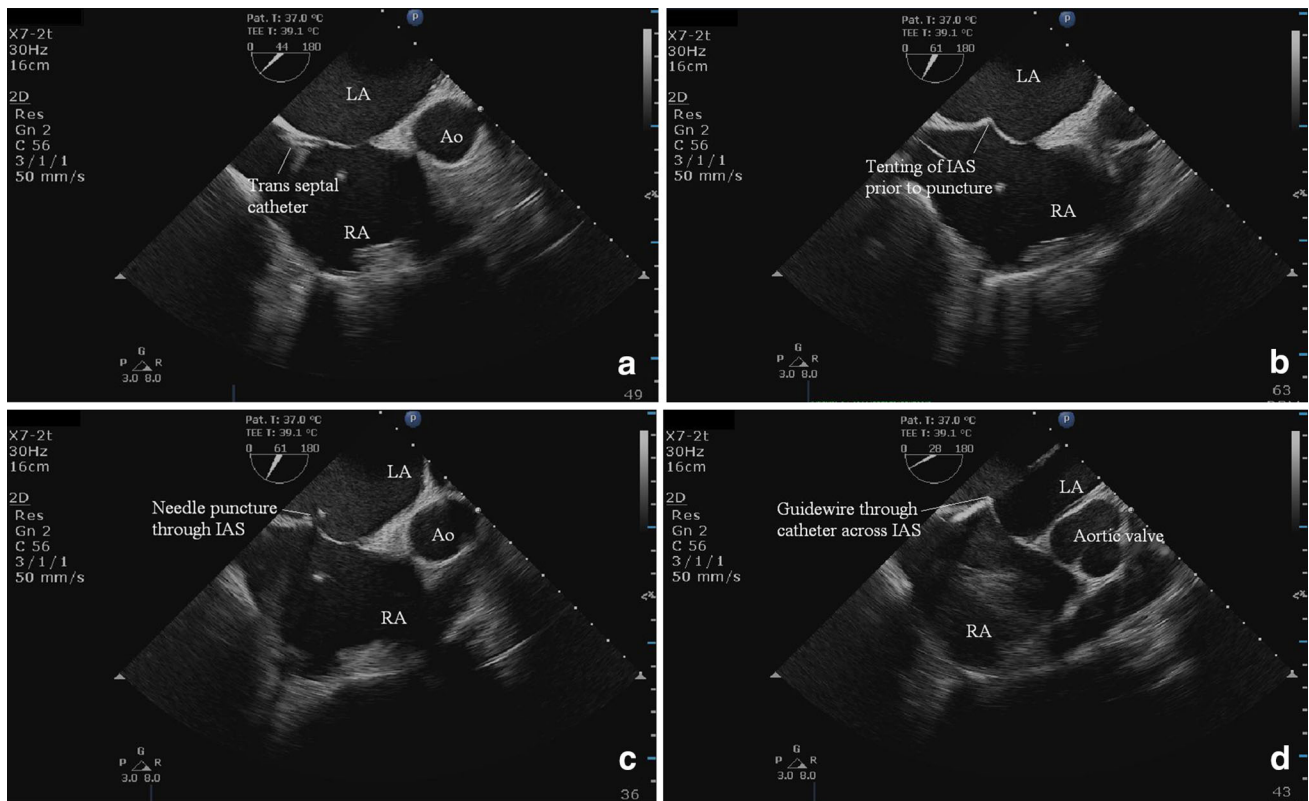 Pat. T: 37.0 °C
TEE T: 39.1 °C
X7-2t
30Hz
16cm
0 44 180
P
2D
Res
Gn 2
C 56
3/1/1
50 mm/s
LA
Ao
Trans septal
catheter
RA
G
P R
3.0 8.0
a
49
Pat. T: 37.0 °C
TEE T: 39.1 °C
X7-2t
30Hz
16cm
0 61 180
P
2D
Res
Gn 2
C 56
3/1/1
50 mm/s
LA
Tenting of IAS
prior to puncture
RA
G
P R
3.0 8.0
b
63
Pat. T: 37.0 °C
TEE T: 39.1 °C
X7-2t
30Hz
16cm
0 61 180
P
2D
Res
Gn 2
C 56
3/1/1
50 mm/s
LA
Needle puncture
through IAS
Ao
RA
G
P R
3.0 8.0
c
36
Pat. T: 37.0 °C
TEE T: 39.1 °C
X7-2t
30Hz
16cm
0 28 180
P
2D
Res
Gn 2
C 56
3/1/1
50 mm/s
LA
Guidewire through
catheter across IAS
Aortic valve
RA
G
P R
3.0 8.0
d
43